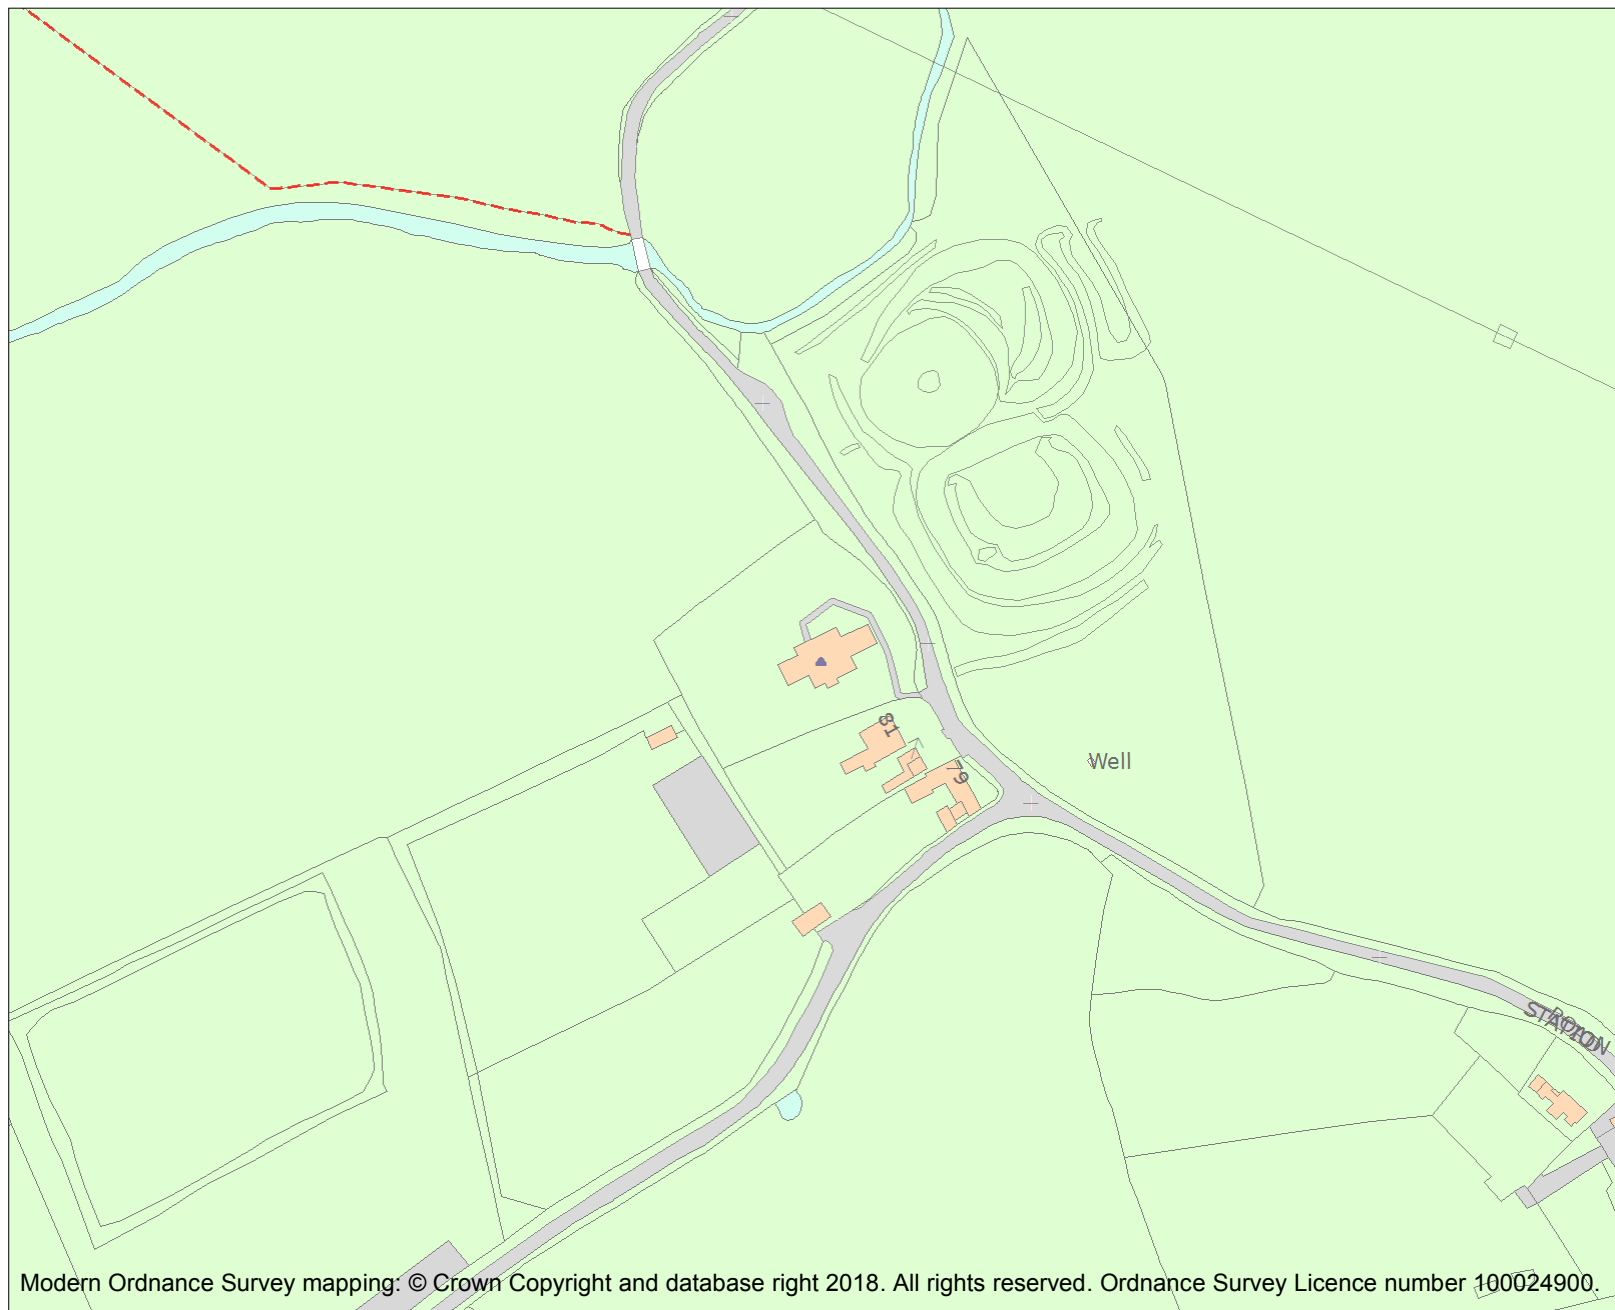 81
79
Well
STATION
ROAD
Modern Ordnance Survey mapping: © Crown Copyright and database right 2018. All rights reserved. Ordnance Survey Licence number 100024900.